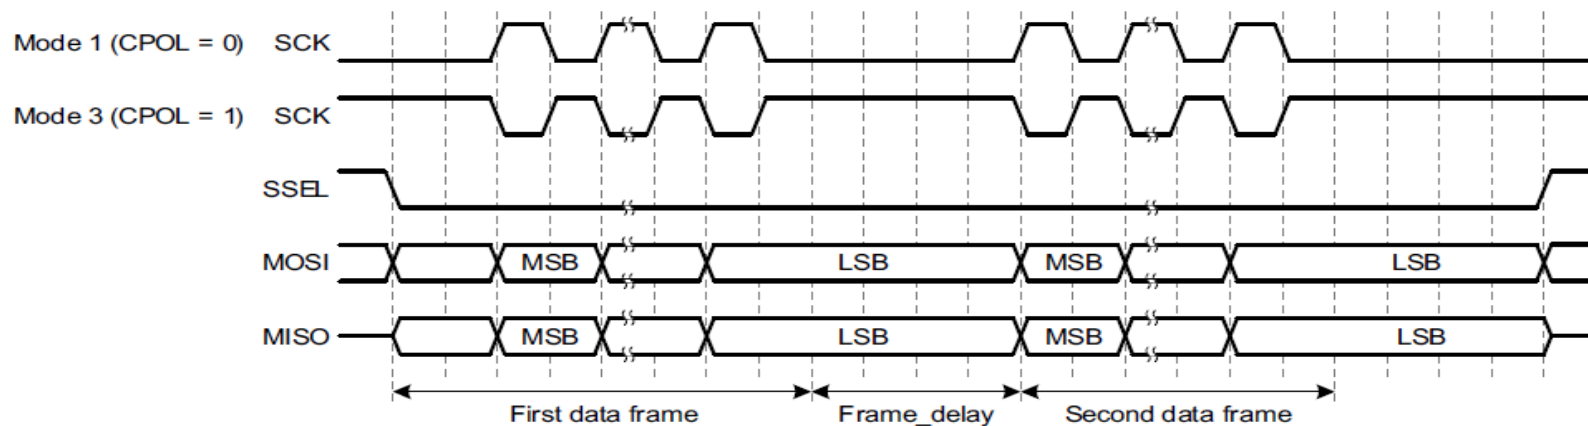 Mode 1 (CPOL = 0) SCK
Mode 3 (CPOL = 1) SCK
SSEL
MOSI MSB LSB MSB LSB
MISO MSB LSB MSB LSB
First data frame Frame_delay Second data frame